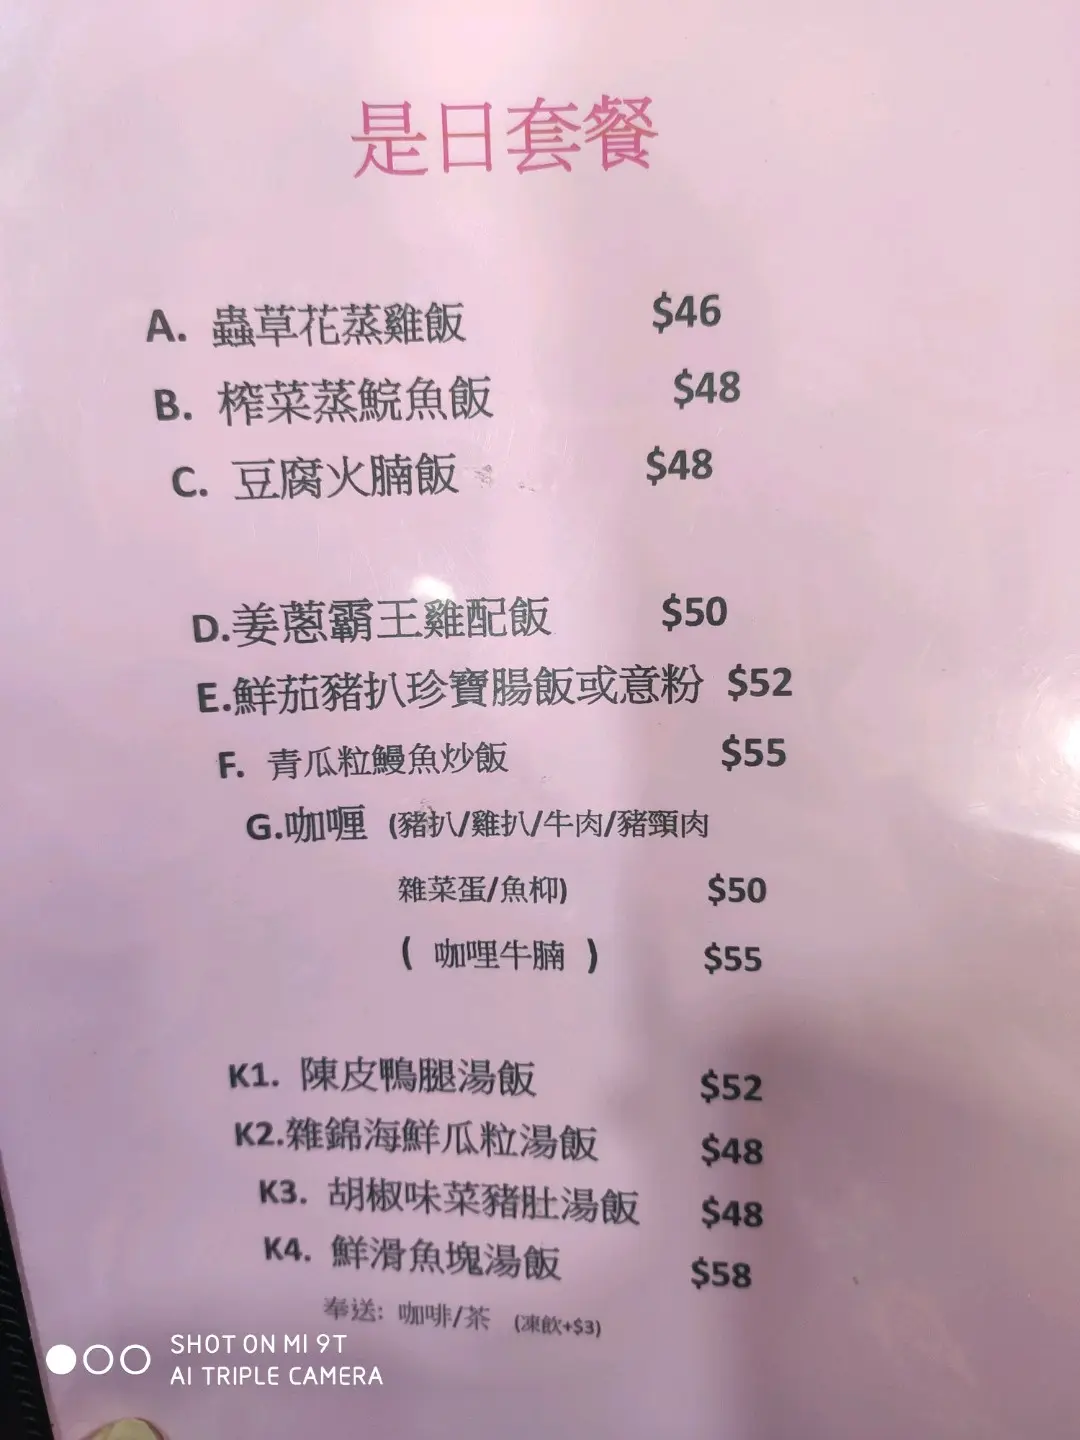 是日套餐
A. 蟲草花蒸雞飯 $46
B. 榨菜蒸鯇魚飯 $48
C. 豆腐火腩飯 $48
D.姜蔥霸王雞配飯 $50
E.鮮茄豬扒珍寶腸飯或意粉 $52
F. 青瓜粒鰻魚炒飯 $55
G.咖喱 (豬扒/雞扒/牛肉/豬頸肉
雜菜蛋/魚柳) $50
( 咖哩牛腩 ) $55
K1. 陳皮鴨腿湯飯 $52
K2.雜錦海鮮瓜粒湯飯 $48
K3. 胡椒味菜豬肚湯飯 $48
K4. 鮮滑魚塊湯飯 $58
奉送: 咖啡/茶 (凍飲+$3)
SHOT ON MI 9T
AI TRIPLE CAMERA